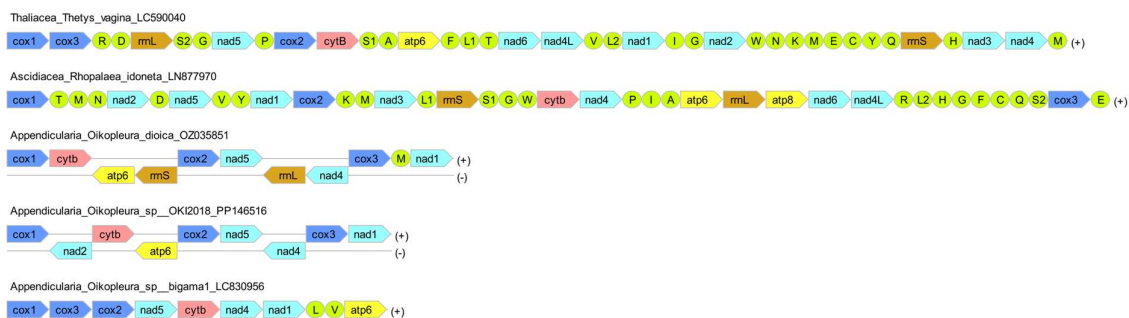 Thaliacea_Thetys_vagina_LC590040
cox1 cox3 R D rrnL S2 G nad5 P cox2 cytB S1 A atp6 F L1 T nad6 nad4L V L2 nad1 I G nad2 W N K M E C Y Q rrnS H nad3 nad4 M (+)
Ascidiacea_Rhopalaea_idoneta_LN877970
cox1 T M N nad2 D nad5 V Y nad1 cox2 K M nad3 L1 rrnS S1 G W cytb nad4 P I A atp6 rrnL atp8 nad6 nad4L R L2 H G F C Q S2 cox3 E (+)
Appendicularia_Oikopleura_dioica_OZ035851
cox1 cytb cox2 nad5 cox3 M nad1 (+)
atp6 rrnS rrnL nad4 (-)
Appendicularia_Oikopleura_sp__OKI2018_PP146516
cox1 cytb cox2 nad5 cox3 nad1 (+)
nad2 atp6 nad4 (-)
Appendicularia_Oikopleura_sp__bigama1_LC830956
cox1 cox3 cox2 nad5 cytb nad4 nad1 L V atp6 (+)